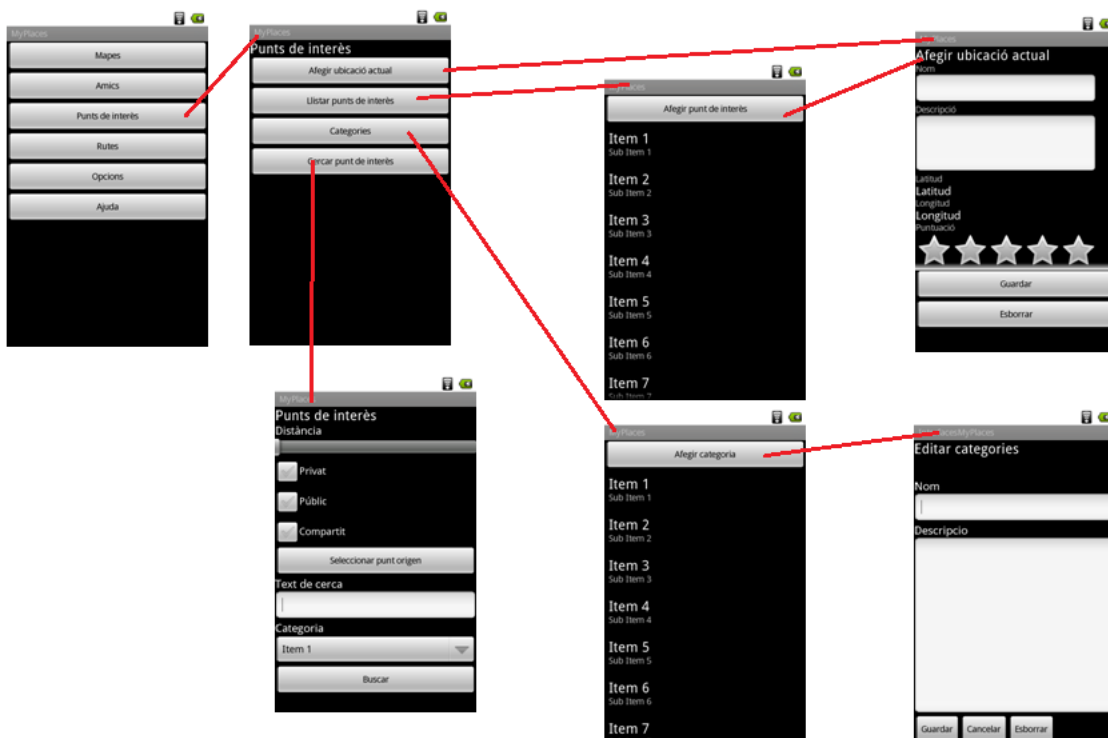 MyPlaces
Mapes
Amics
Punts de interès
Rutes
Opcions
Ajuda
MyPlaces
Punts de interès
Afegir ubicació actual
Llistar punts de interès
Categories
Cercar punt de interès
MyPlaces
Afegir punt de interès
Item 1
Sub Item 1
Item 2
Sub Item 2
Item 3
Sub Item 3
Item 4
Sub Item 4
Item 5
Sub Item 5
Item 6
Sub Item 6
Item 7
Sub Item 7
MyPlaces
Afegir ubicació actual
Nom
Descripció
Latitud
Latitud
Longitud
Longitud
Puntuació
Guardar
Esborrar
MyPlaces
Punts de interès
Distància
Privat
Públic
Compartit
Seleccionar punt origen
Text de cerca
Categoria
Item 1
Buscar
MyPlaces
Afegir categoria
Item 1
Sub Item 1
Item 2
Sub Item 2
Item 3
Sub Item 3
Item 4
Sub Item 4
Item 5
Sub Item 5
Item 6
Sub Item 6
Item 7
MyPlacesMyPlaces
Editar categories
Nom
Descripcio
Guardar
Cancelar
Esborrar